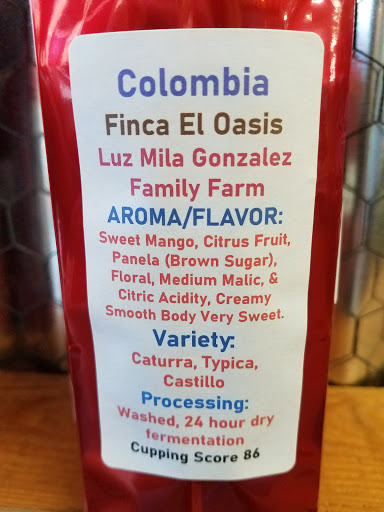 Colombia
Finca El Oasis
Luz Mila Gonzalez
Family Farm
AROMA/FLAVOR:
Sweet Mango, Citrus Fruit,
Panela (Brown Sugar),
Floral, Medium Malic, &
Citric Acidity, Creamy
Smooth Body Very Sweet.
Variety:
Caturra, Typica,
Castillo
Processing:
Washed, 24 hour dry
fermentation
Cupping Score 86